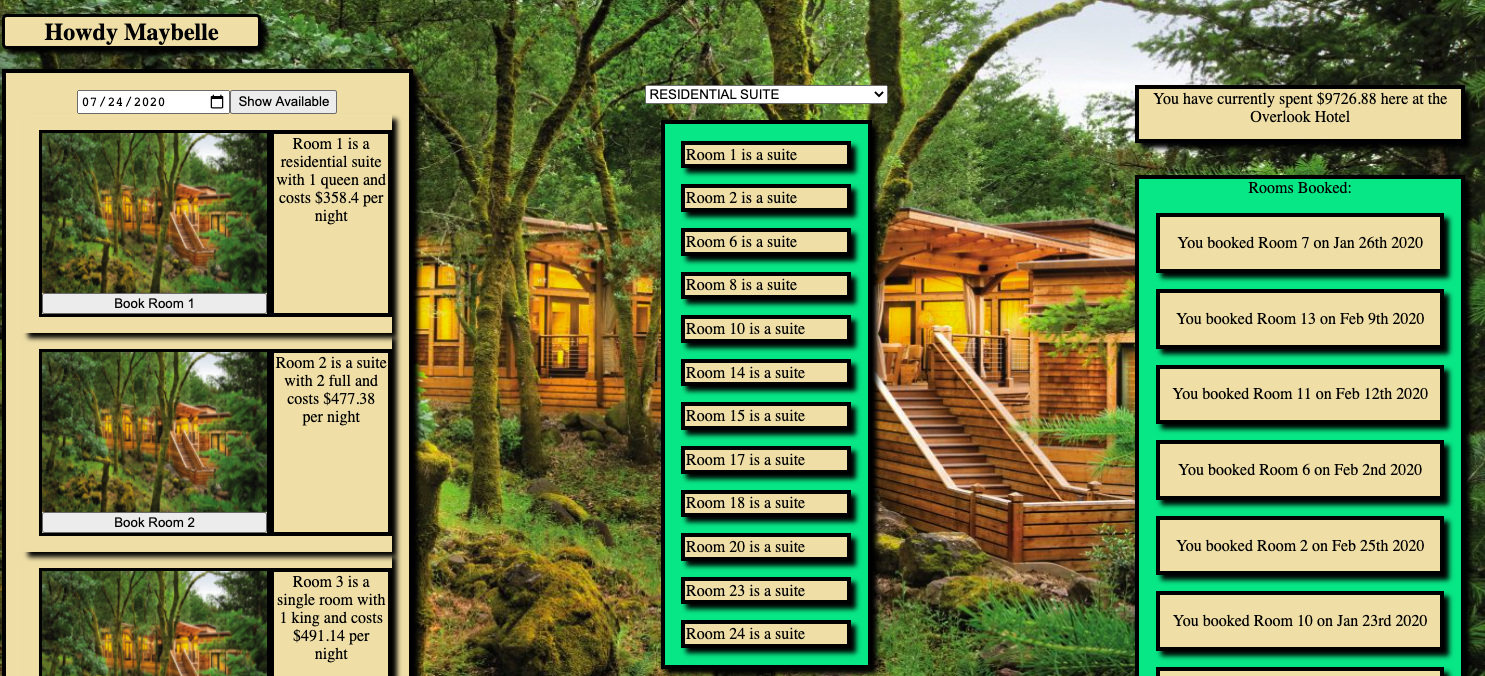 Howdy Maybelle
07/24/2020
Show Available
Room 1 is a
residential suite
with 1 queen and
costs $358.4 per
night
Book Room 1
Room 2 is a suite
with 2 full and
costs $477.38
per night
Book Room 2
Room 3 is a
single room with
1 king and costs
$491.14 per
night
RESIDENTIAL SUITE
Room 1 is a suite
Room 2 is a suite
Room 6 is a suite
Room 8 is a suite
Room 10 is a suite
Room 14 is a suite
Room 15 is a suite
Room 17 is a suite
Room 18 is a suite
Room 20 is a suite
Room 23 is a suite
Room 24 is a suite
You have currently spent $9726.88 here at the
Overlook Hotel
Rooms Booked:
You booked Room 7 on Jan 26th 2020
You booked Room 13 on Feb 9th 2020
You booked Room 11 on Feb 12th 2020
You booked Room 6 on Feb 2nd 2020
You booked Room 2 on Feb 25th 2020
You booked Room 10 on Jan 23rd 2020